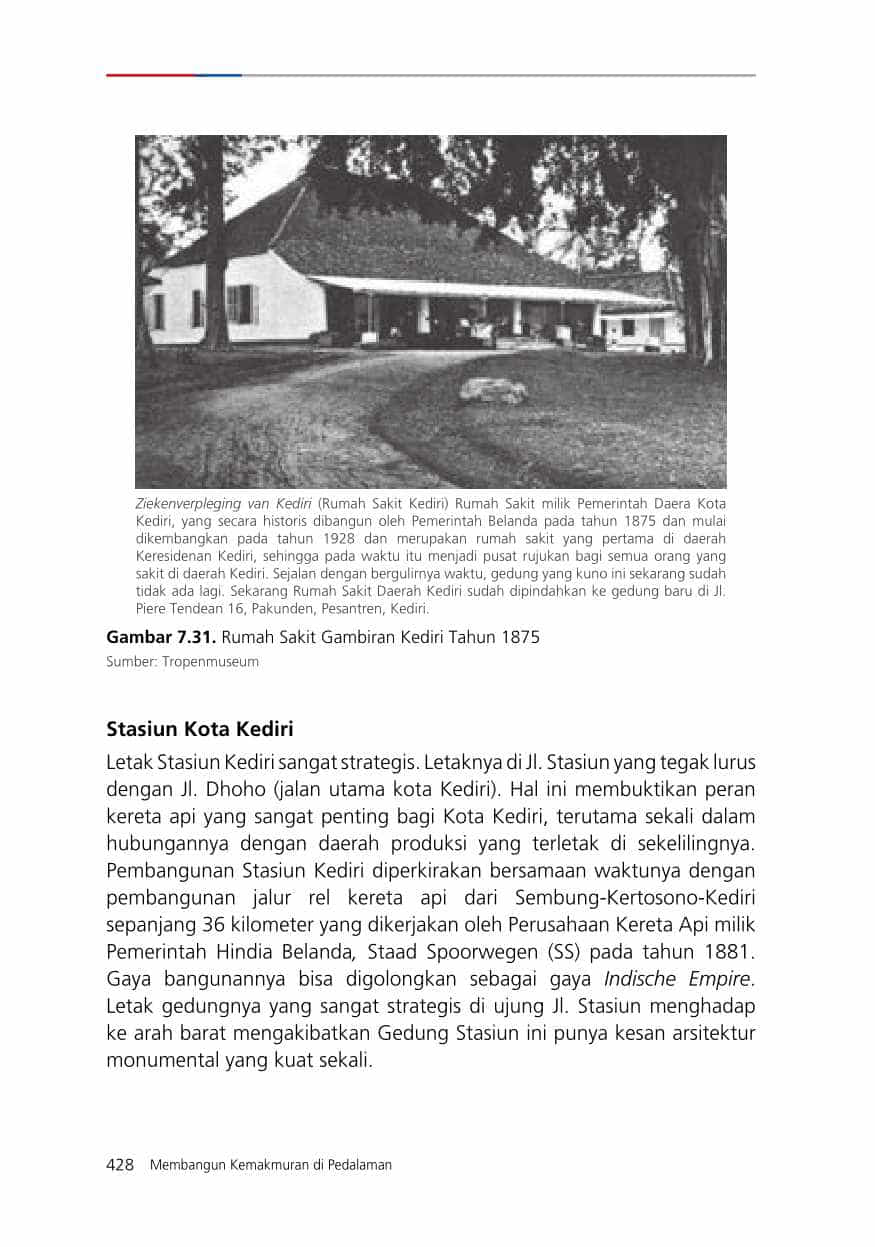 Ziekenverpleging van Kediri (Rumah Sakit Kediri) Rumah Sakit milik Pemerintah Daera Kota
Kediri, yang secara historis dibangun oleh Pemerintah Belanda pada tahun 1875 dan mulai
dikembangkan pada tahun 1928 dan merupakan rumah sakit yang pertama di daerah
Keresidenan Kediri, sehingga pada waktu itu menjadi pusat rujukan bagi semua orang yang
sakit di daerah Kediri. Sejalan dengan bergulirnya waktu, gedung yang kuno ini sekarang sudah
tidak ada lagi. Sekarang Rumah Sakit Daerah Kediri sudah dipindahkan ke gedung baru di Jl.
Piere Tendean 16, Pakunden, Pesantren, Kediri.
Gambar 7.31. Rumah Sakit Gambiran Kediri Tahun 1875
Sumber: Tropenmuseum
Stasiun Kota Kediri
Letak Stasiun Kediri sangat strategis. Letaknya di Jl. Stasiun yang tegak lurus
dengan Jl. Dhoho (jalan utama kota Kediri). Hal ini membuktikan peran
kereta api yang sangat penting bagi Kota Kediri, terutama sekali dalam
hubungannya dengan daerah produksi yang terletak di sekelilingnya.
Pembangunan Stasiun Kediri diperkirakan bersamaan waktunya dengan
pembangunan jalur rel kereta api dari Sembung-Kertosono-Kediri
sepanjang 36 kilometer yang dikerjakan oleh Perusahaan Kereta Api milik
Pemerintah Hindia Belanda, Staad Spoorwegen (SS) pada tahun 1881.
Gaya bangunannya bisa digolongkan sebagai gaya Indische Empire.
Letak gedungnya yang sangat strategis di ujung Jl. Stasiun menghadap
ke arah barat mengakibatkan Gedung Stasiun ini punya kesan arsitektur
monumental yang kuat sekali.
428 Membangun Kemakmuran di Pedalaman